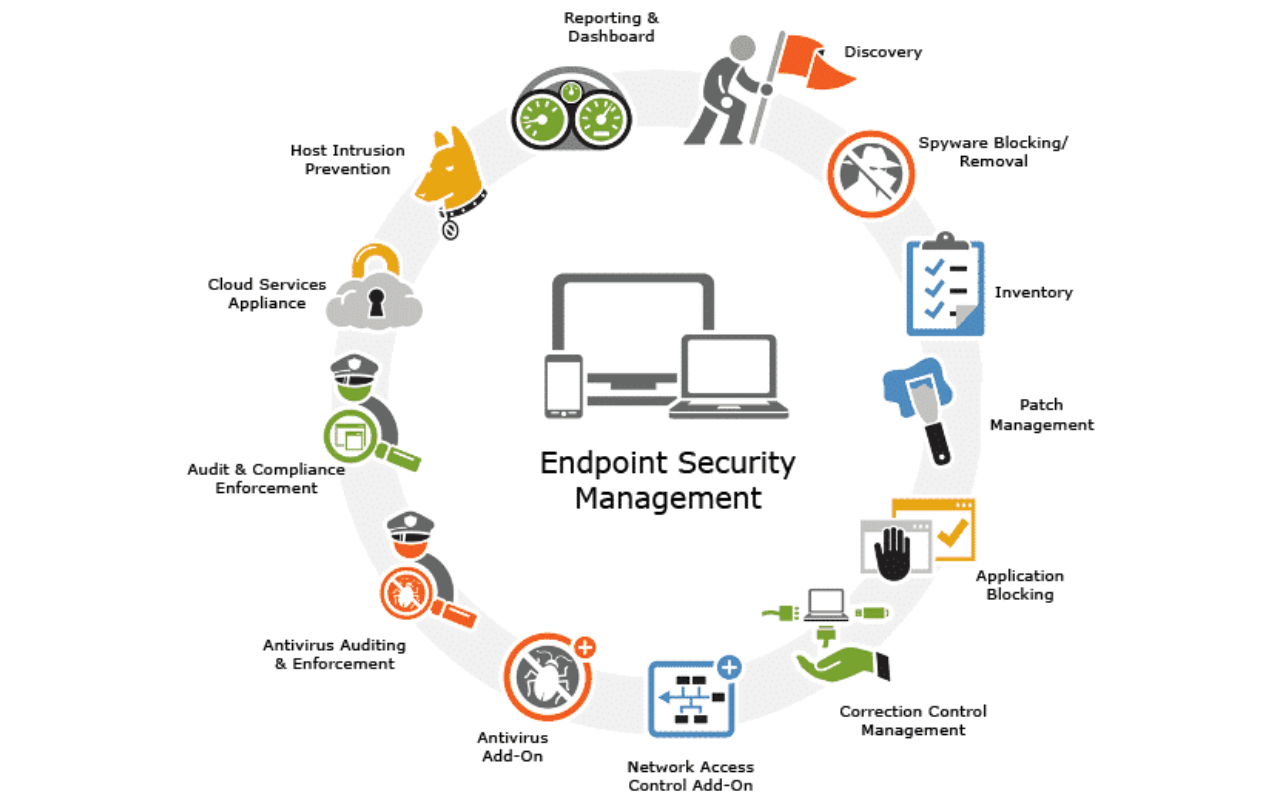 Reporting &
Dashboard
Discovery
Spyware Blocking/
Removal
Inventory
Patch
Management
Application
Blocking
Correction Control
Management
Network Access
Control Add-On
Antivirus
Add-On
Antivirus Auditing
& Enforcement
Audit & Compliance
Enforcement
Cloud Services
Appliance
Host Intrusion
Prevention
Endpoint Security
Management